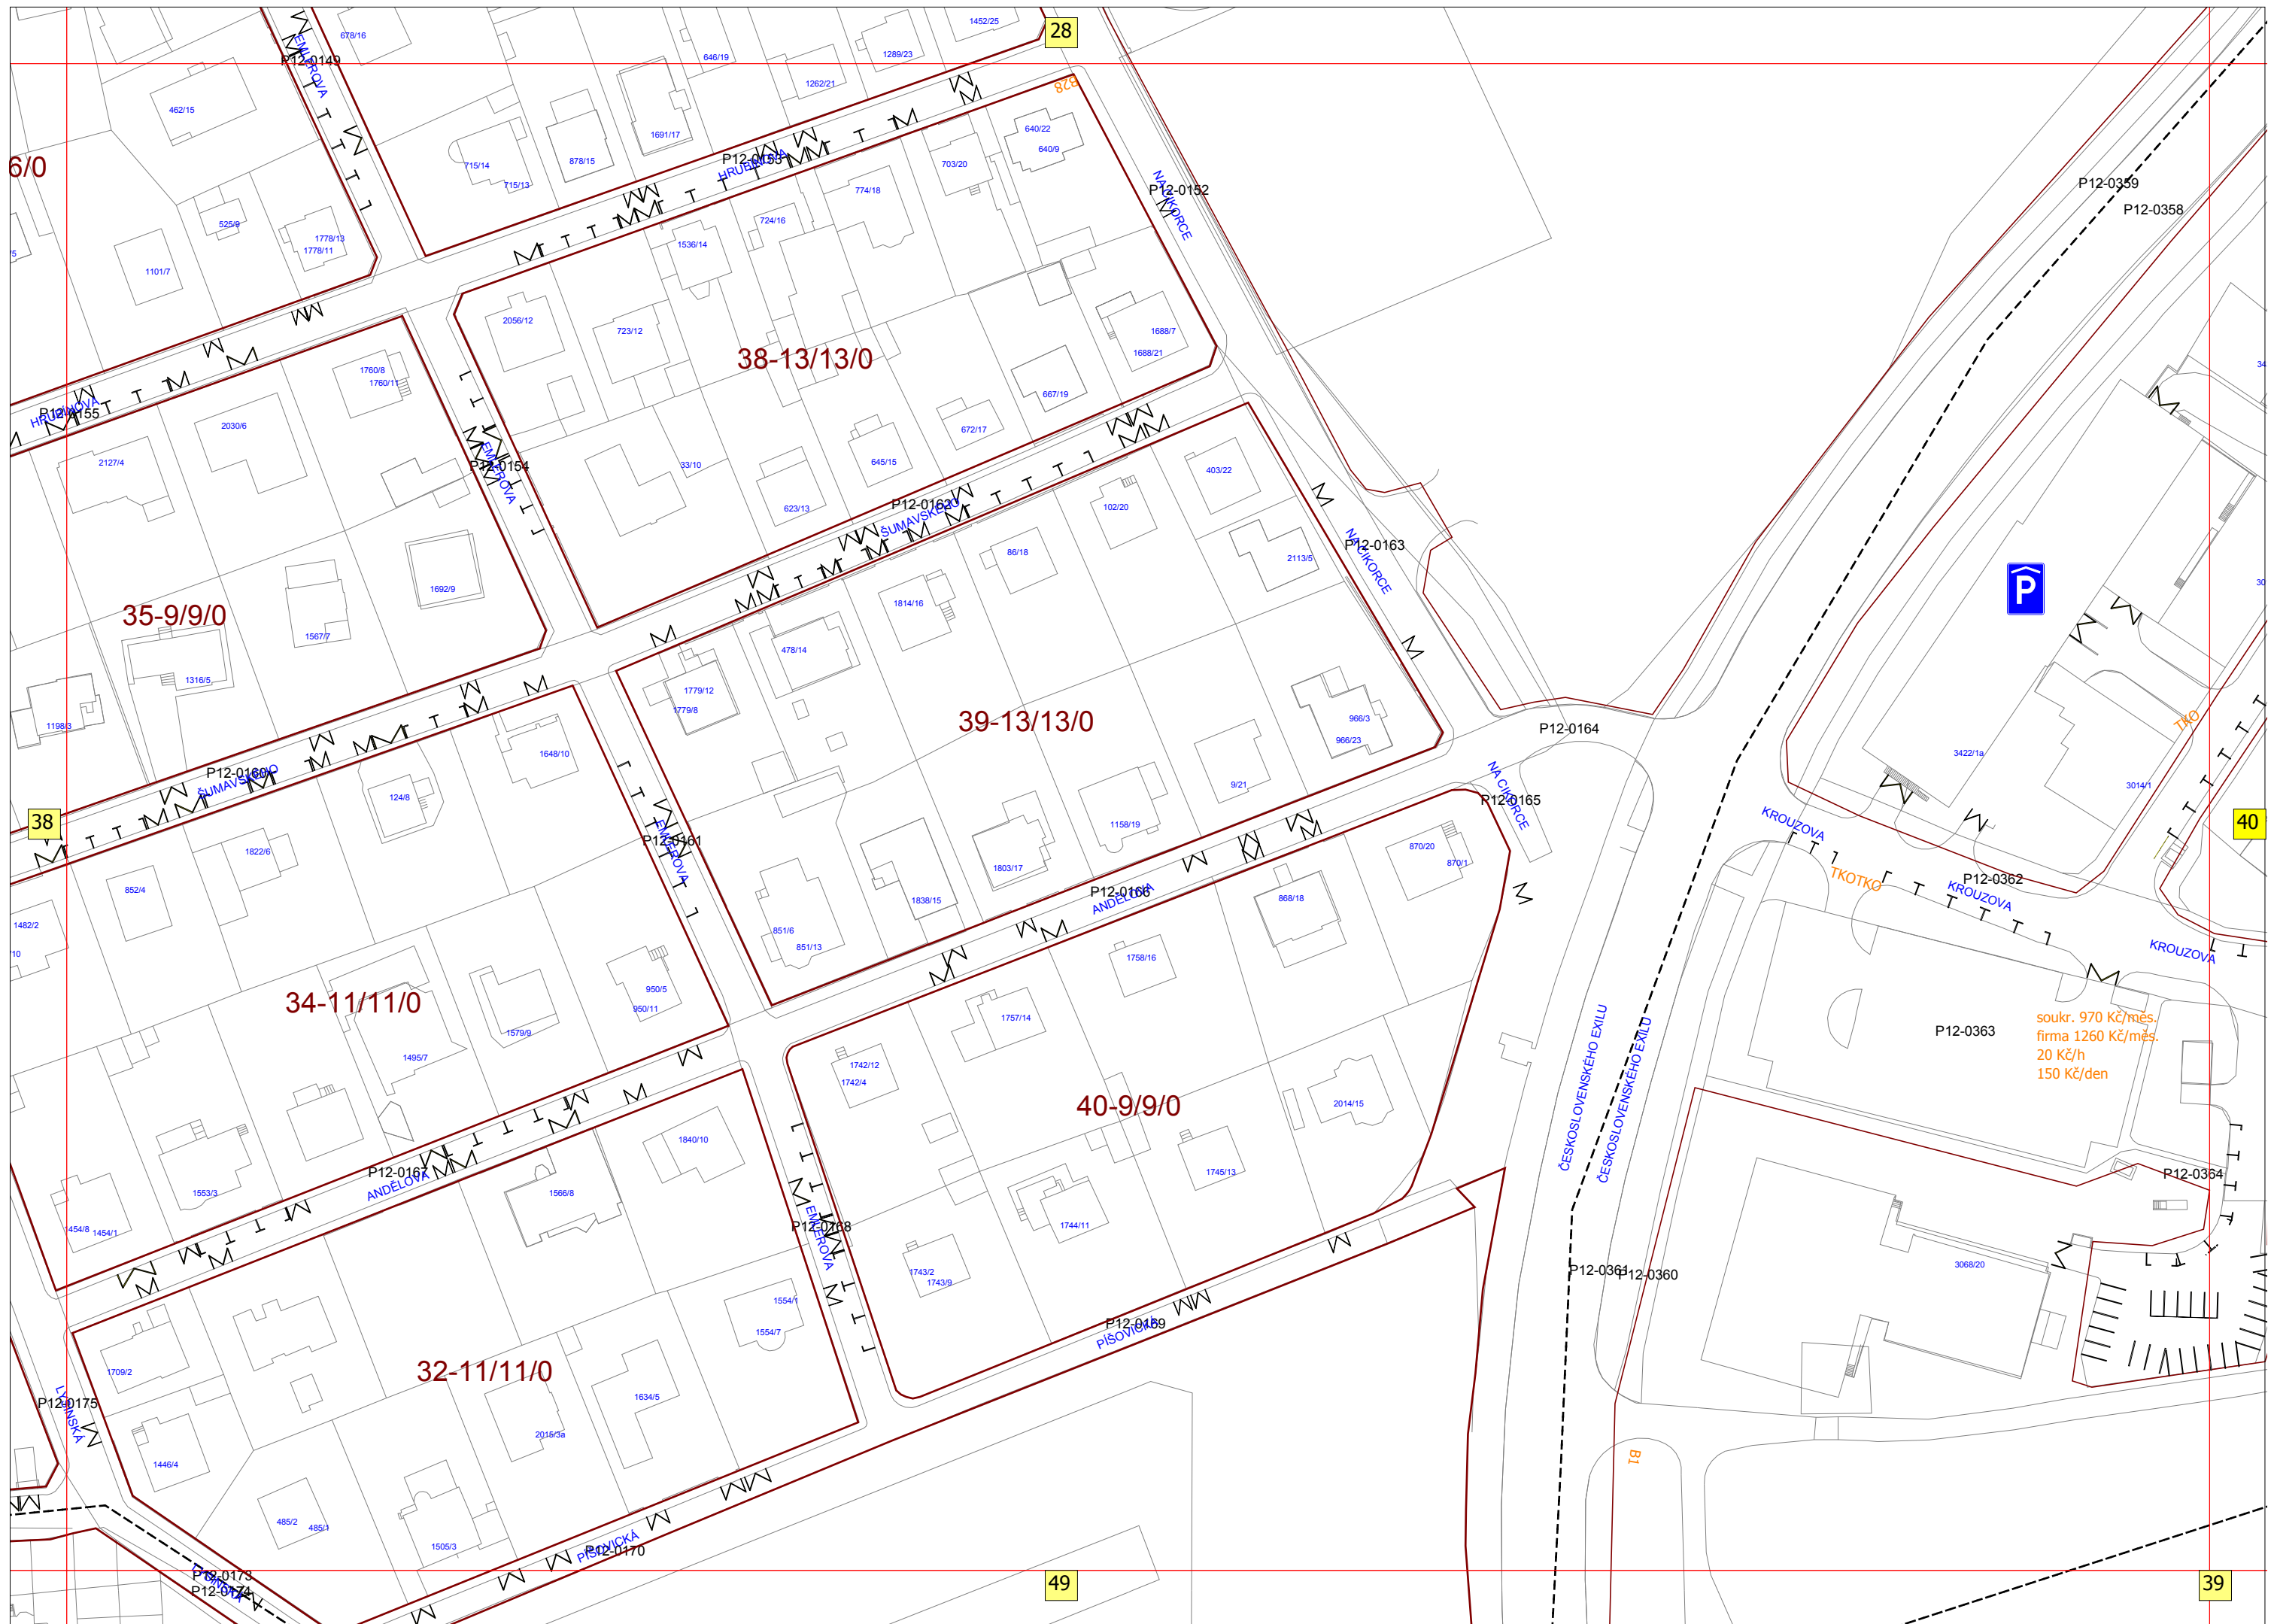 28
1452/25
678/16
1289/23
646/19
EMLEROVA
P12-0149
1262/21
B28
462/15
640/22
1691/17
640/9
715/14
878/15
P12-0153
HRUBÍNOVA
703/20
6/0
715/13
774/18
NA CIKORCE
P12-0152
P12-0359
P12-0358
525/9
724/16
1778/13
1778/11
1536/14
1101/7
2056/12
723/12
1688/7
1688/21
38-13/13/0
1760/8
1760/11
667/19
HRUBÍNOVA
P12-0155
2030/6
672/17
2127/4
EMLEROVA
P12-0154
33/10
645/15
403/22
623/13
P12-0162
ŠUMAVSKÉHO
102/20
NA CIKORCE
P12-0163
86/18
2113/5
P
1692/9
1814/16
35-9/9/0
1567/7
478/14
1316/5
1779/12
1779/8
1198/3
39-13/13/0
966/3
966/23
TKO
P12-0164
1648/10
3422/1a
P12-0160
ŠUMAVSKÉHO
9/21
NA CIKORCE
P12-0165
3014/1
124/8
38
1158/19
KROUZOVA
40
EMLEROVA
P12-0161
870/20
870/1
1822/6
1803/17
TKOTKO
P12-0362
852/4
P12-0166
ANDĚLOVA
KROUZOVA
1838/15
868/18
1482/2
851/6
851/13
KROUZOVA
/10
1758/16
950/5
950/11
34-11/11/0
1757/14
soukr. 970 Kč/měs.
firma 1260 Kč/měs.
20 Kč/h
150 Kč/den
1579/9
P12-0363
1495/7
1742/12
1742/4
ČESKOSLOVENSKÉHO EXILU
ČESKOSLOVENSKÉHO EXILU
40-9/9/0
2014/15
1840/10
P12-0167
ANDĚLOVA
1745/13
P12-0364
1553/3
1566/8
1454/8
1454/1
EMLEROVA
P12-0168
1744/11
3068/20
1743/2
1743/9
P12-0361
P12-0360
1554/1
1554/7
P12-0169
PÍŠOVICKÁ
1709/2
32-11/11/0
1634/5
P12-0175
2015/3a
B1
1446/4
485/2
485/1
1505/3
PÍŠOVICKÁ
P12-0170
P12-0173
P12-0174
49
39